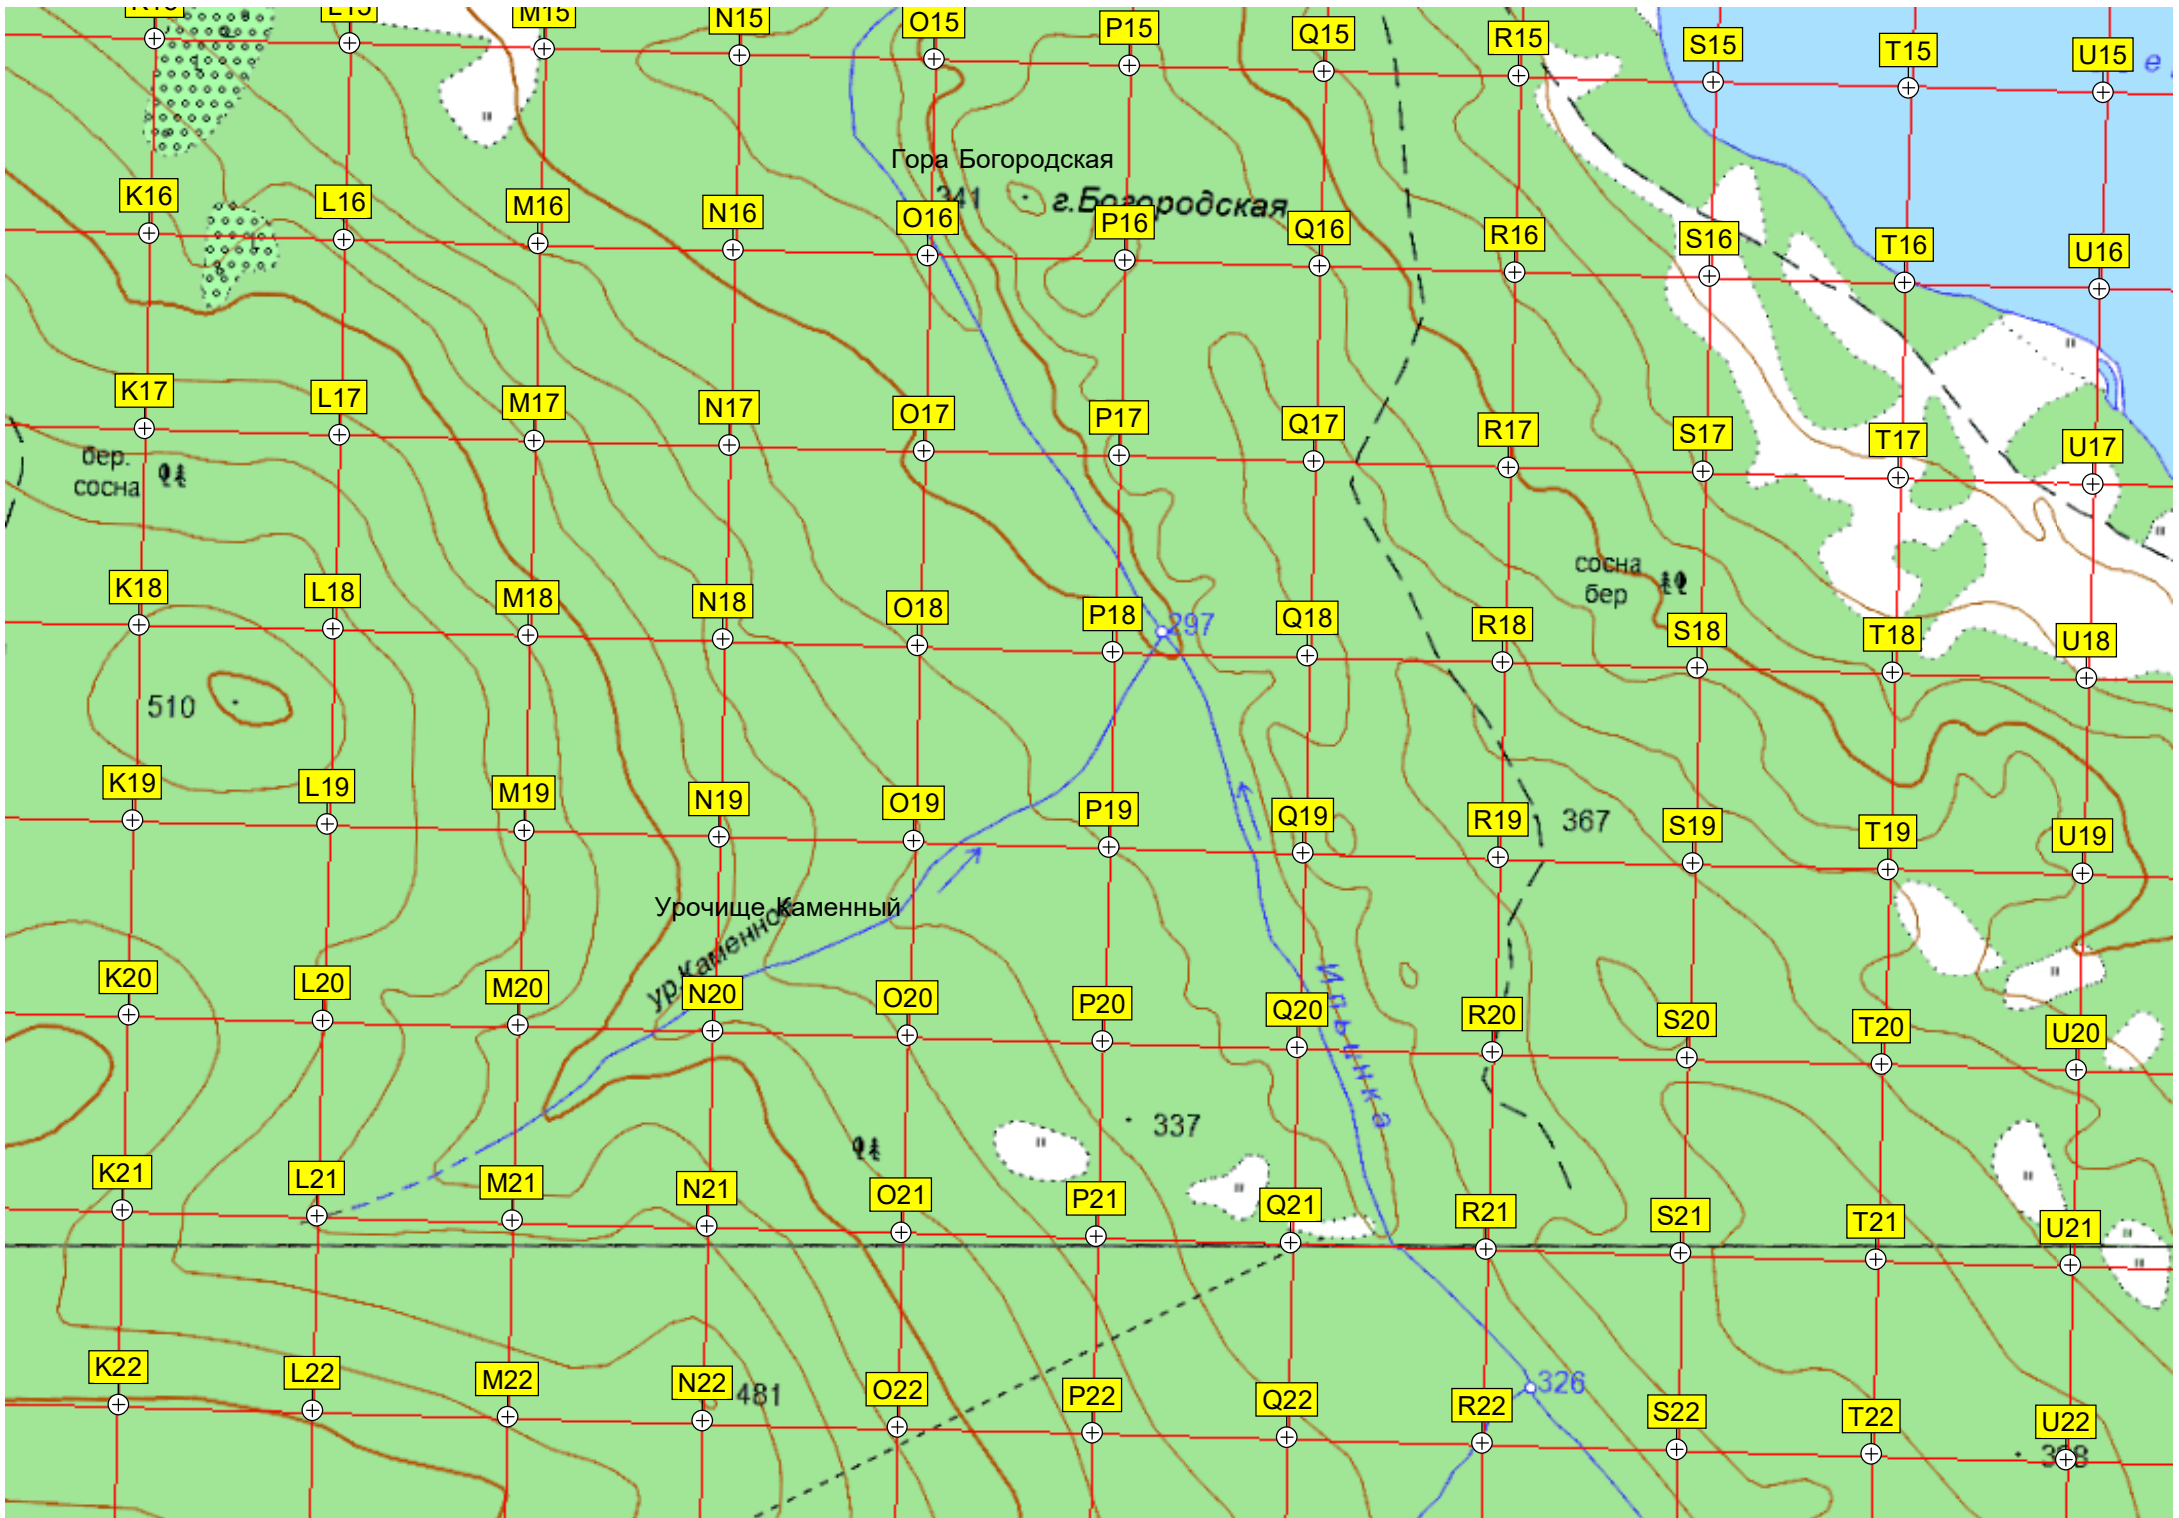 K15 L15 M15 N15 O15 P15 Q15 R15 S15 T15 U15
е
Гора Богородская
341 г.Богородская
K16 L16 M16 N16 O16 P16 Q16 R16 S16 T16 U16
K17 L17 M17 N17 O17 P17 Q17 R17 S17 T17 U17
бер.
сосна
сосна
бер
K18 L18 M18 N18 O18 P18 297 Q18 R18 S18 T18 U18
510
K19 L19 M19 N19 O19 P19 Q19 R19 367 S19 T19 U19
Урочище Каменный
ур.Каменное
K20 L20 M20 N20 O20 P20 Q20 R20 S20 T20 U20
Ильинка
337
K21 L21 M21 N21 O21 P21 Q21 R21 S21 T21 U21
K22 L22 M22 N22 481 O22 P22 Q22 R22 326 S22 T22 U22